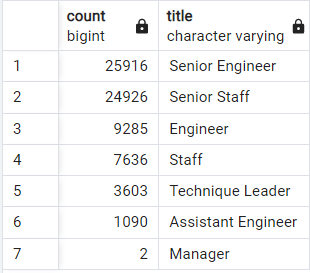 count title
bigint character varying
1 25916 Senior Engineer
2 24926 Senior Staff
3 9285 Engineer
4 7636 Staff
5 3603 Technique Leader
6 1090 Assistant Engineer
7 2 Manager